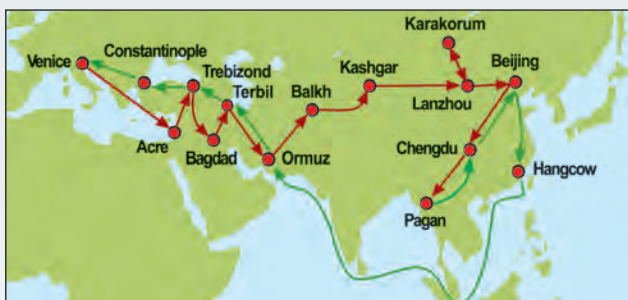 Karakorum
Constantinople
Venice
Beijing
Trebizond
Kashgar
Terbil
Balkh
Lanzhou
Acre
Bagdad
Ormuz
Chengdu
Hangcow
Pagan